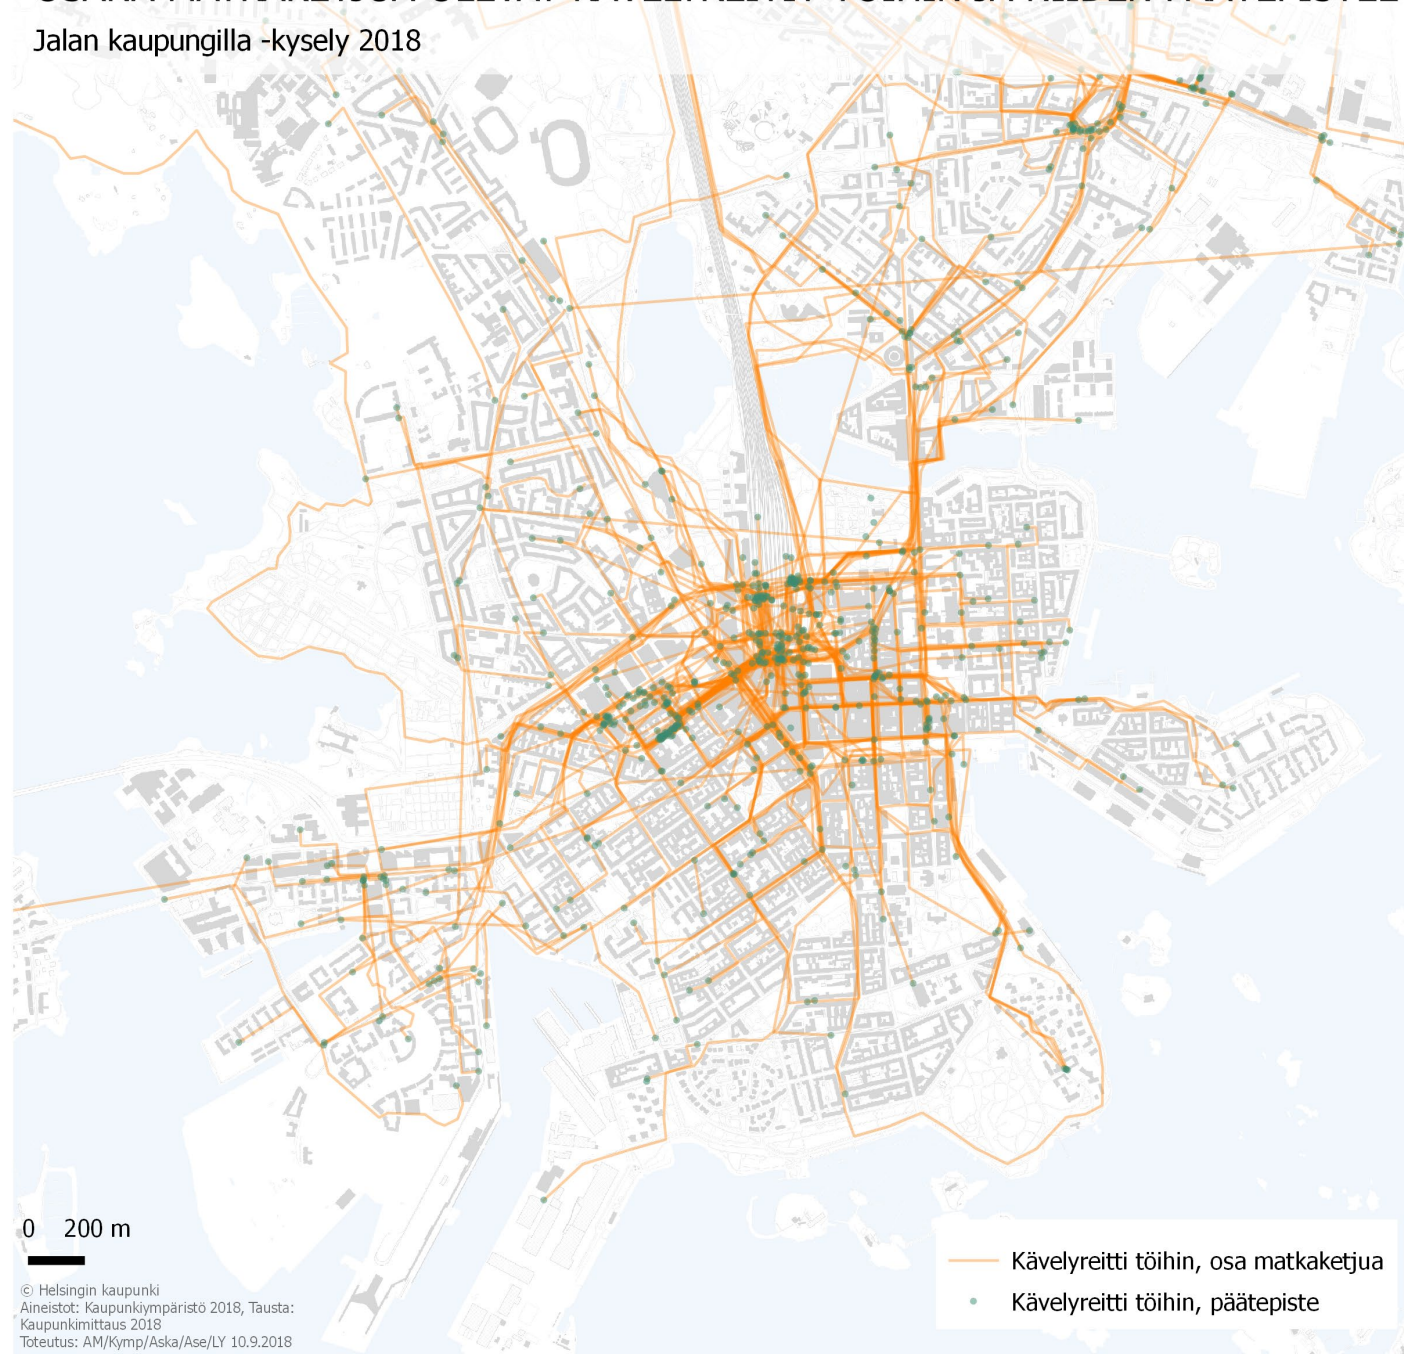 Jalan kaupungilla -kysely 2018
0 200 m
© Helsingin kaupunki
Aineistot: Kaupunkiympäristö 2018, Tausta:
Kaupunkimittaus 2018
Toteutus: AM/Kymp/Aska/Ase/LY 10.9.2018
Kävelyreitti töihin, osa matkaketjua
Kävelyreitti töihin, päätepiste